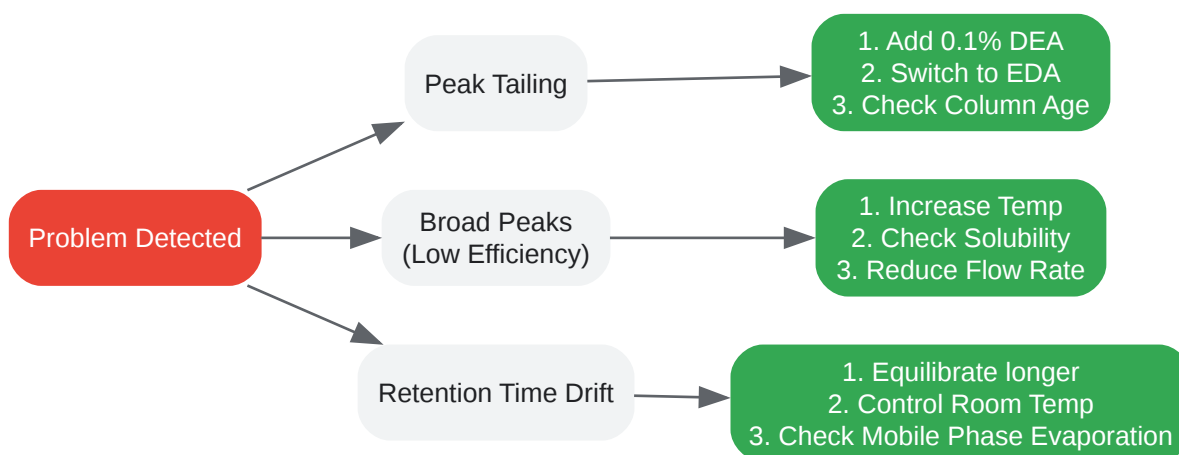 Peak Tailing
1. Add 0.1% DEA
2. Switch to EDA
3. Check Column Age
Problem Detected
Broad Peaks
(Low Efficiency)
1. Increase Temp
2. Check Solubility
3. Reduce Flow Rate
Retention Time Drift
1. Equilibrate longer
2. Control Room Temp
3. Check Mobile Phase Evaporation